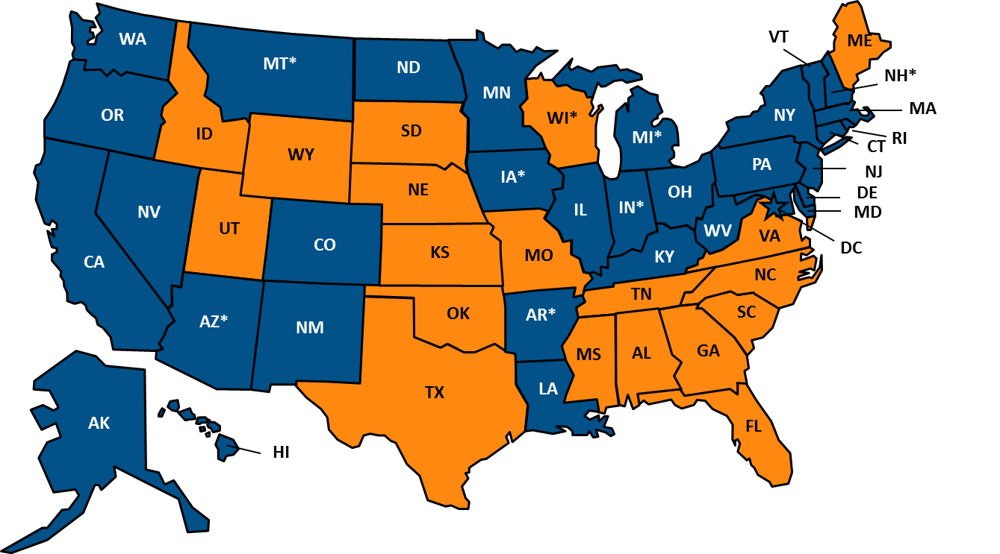 WA
MT*
ND
MN
VT
ME
NH*
MA
OR
ID
WY
SD
WI*
MI*
NY
RI
CT
NJ
PA
NV
UT
CO
NE
IA*
IL
IN*
OH
DE
MD
DC
CA
KS
MO
KY
WV
VA
AZ*
NM
OK
AR*
TN
NC
SC
TX
LA
MS
AL
GA
FL
AK
HI